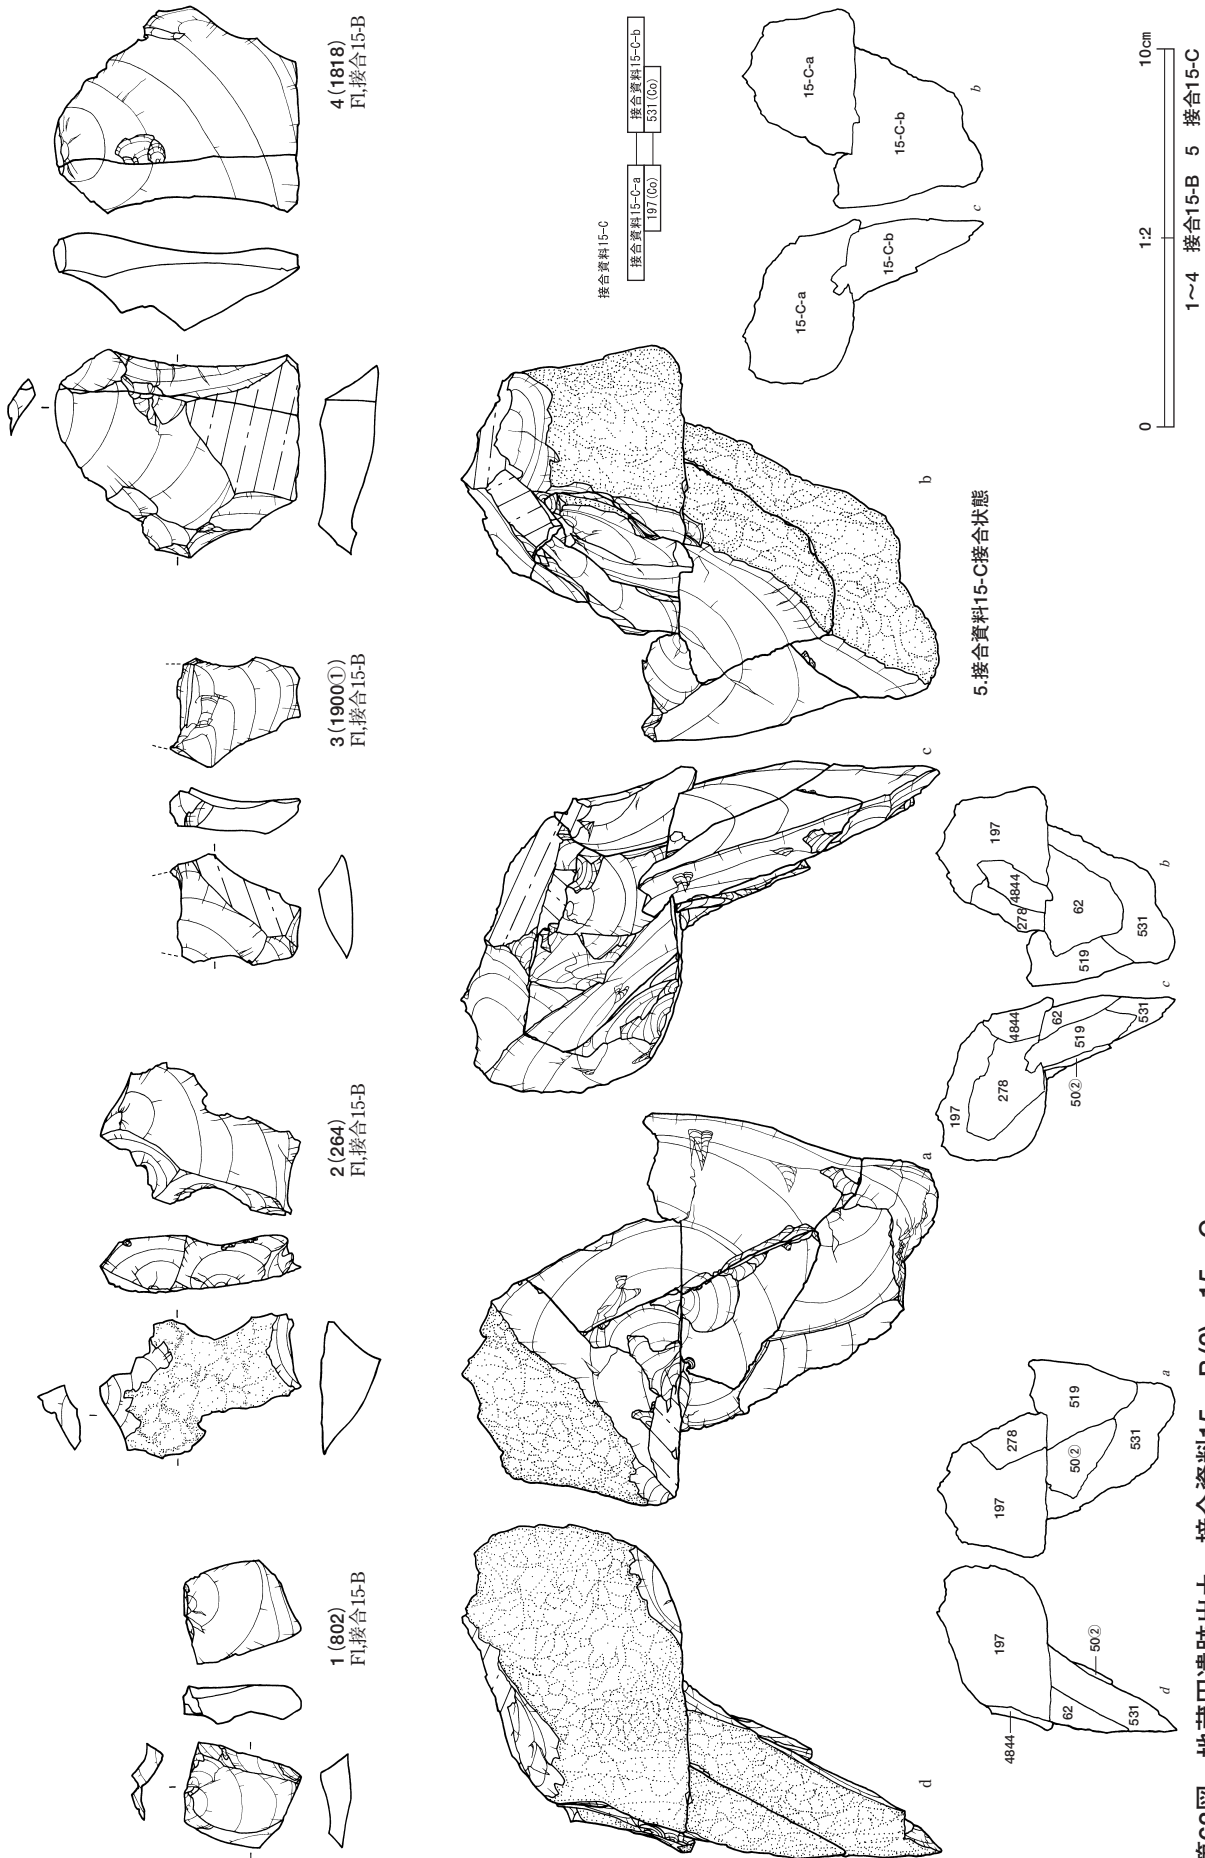 1(802)
Fl,接合15-B
2(264)
Fl,接合15-B
3(1900①)
Fl,接合15-B
4(1818)
Fl,接合15-B
接合資料15-C
接合資料15-C-a
197(Co)
接合資料15-C-b
531(Co)
15-C-a
15-C-b
c
15-C-a
15-C-b
b
d
a
c
b
5.接合資料15-C接合状態
4844
197
62
531
50②
d
197
278
50②
519
531
a
197
278
4844
62
519
531
50②
c
197
4844
278
62
519
531
b
0
1:2
10cm
1～4 接合15-B 5 接合15-C